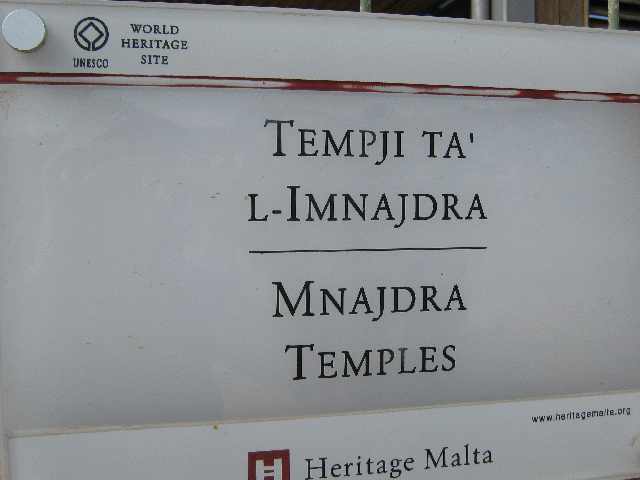 WORLD
HERITAGE
SITE
UNESCO
TEMPJI TA'
L-IMNAJDRA
MNAJDRA
TEMPLES
www.heritagemalta.org
Heritage Malta